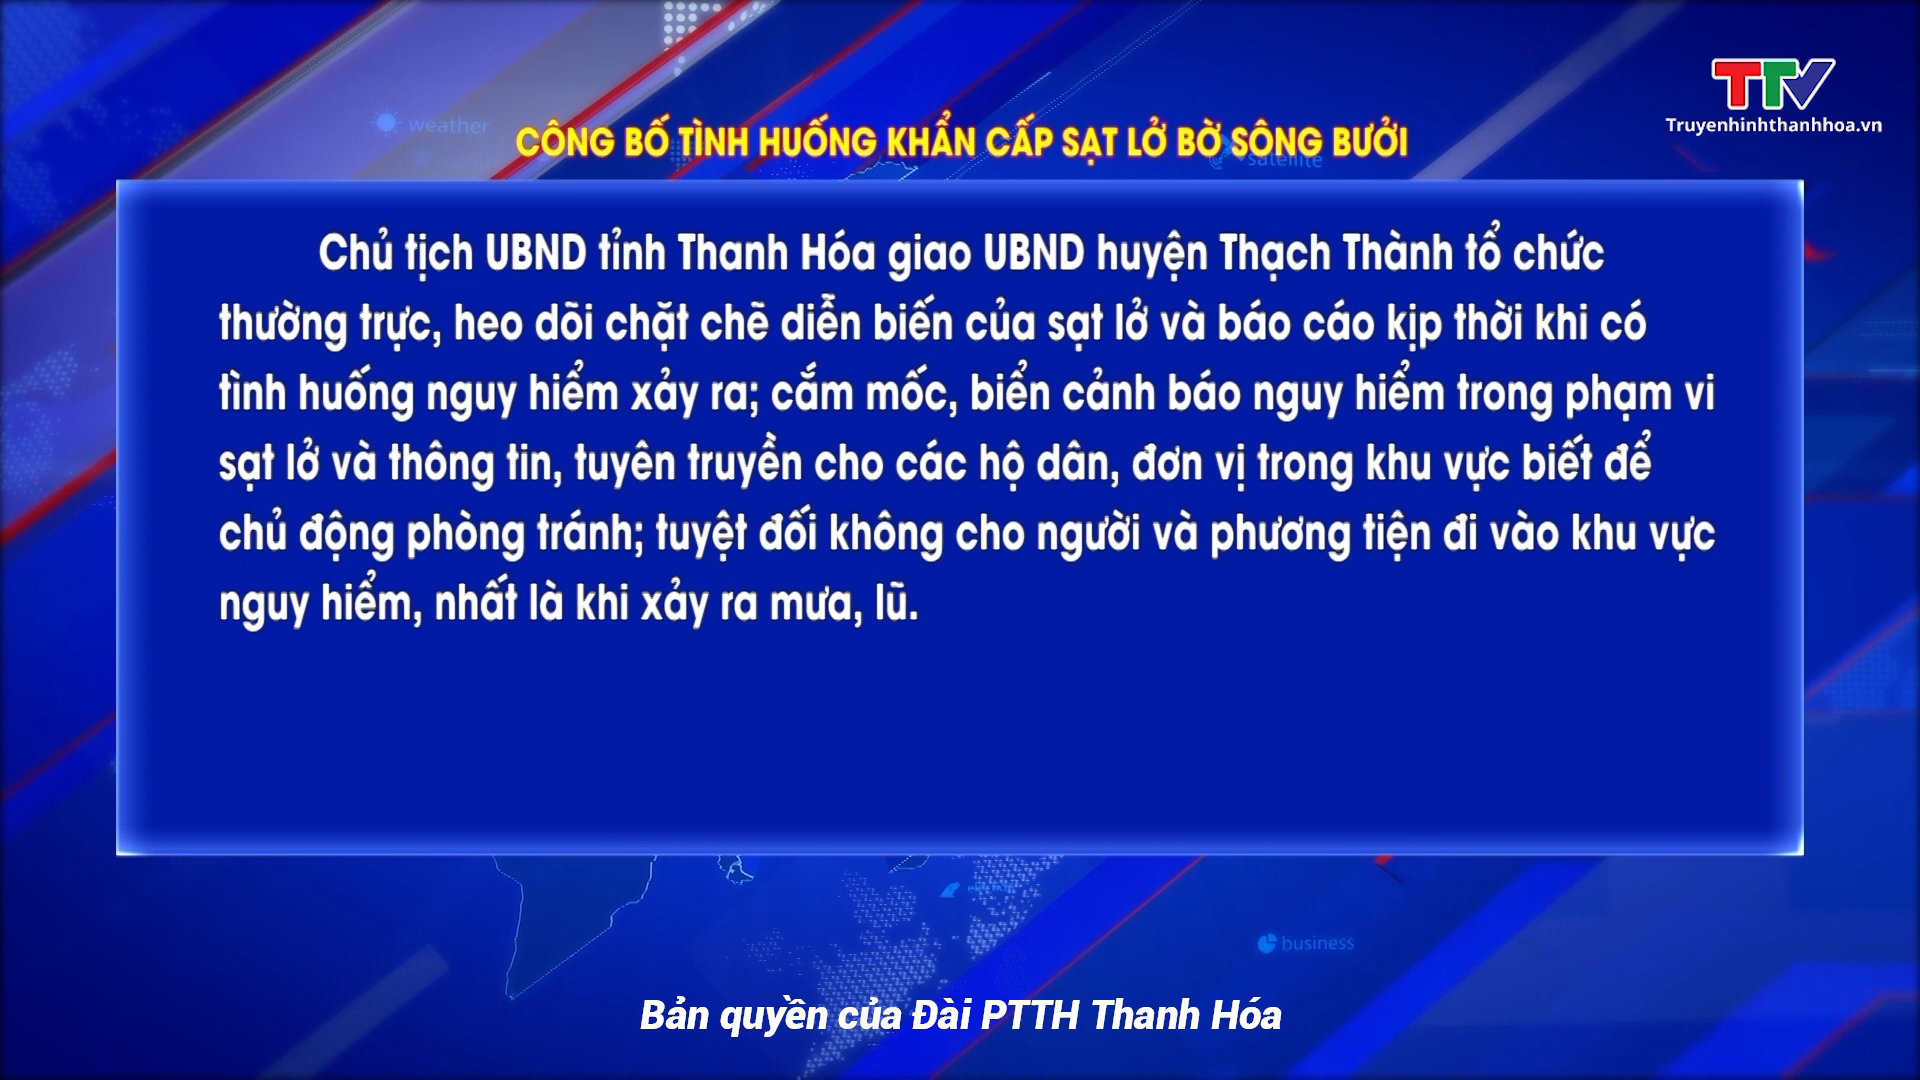 TTV
Truyenhinhthanhhoa.vn
weather
CÔNG BỐ TÌNH HUỐNG KHẨN CẤP SẠT LỞ BỜ SÔNG BƯỞI
satellite
Chủ tịch UBND tỉnh Thanh Hóa giao UBND huyện Thạch Thành tổ chức
thường trực, heo dõi chặt chẽ diễn biến của sạt lở và báo cáo kịp thời khi có
tình huống nguy hiểm xảy ra; cắm mốc, biển cảnh báo nguy hiểm trong phạm vi
sạt lở và thông tin, tuyên truyền cho các hộ dân, đơn vị trong khu vực biết để
chủ động phòng tránh; tuyệt đối không cho người và phương tiện đi vào khu vực
nguy hiểm, nhất là khi xảy ra mưa, lũ.
business
Bản quyền của Đài PTTH Thanh Hóa